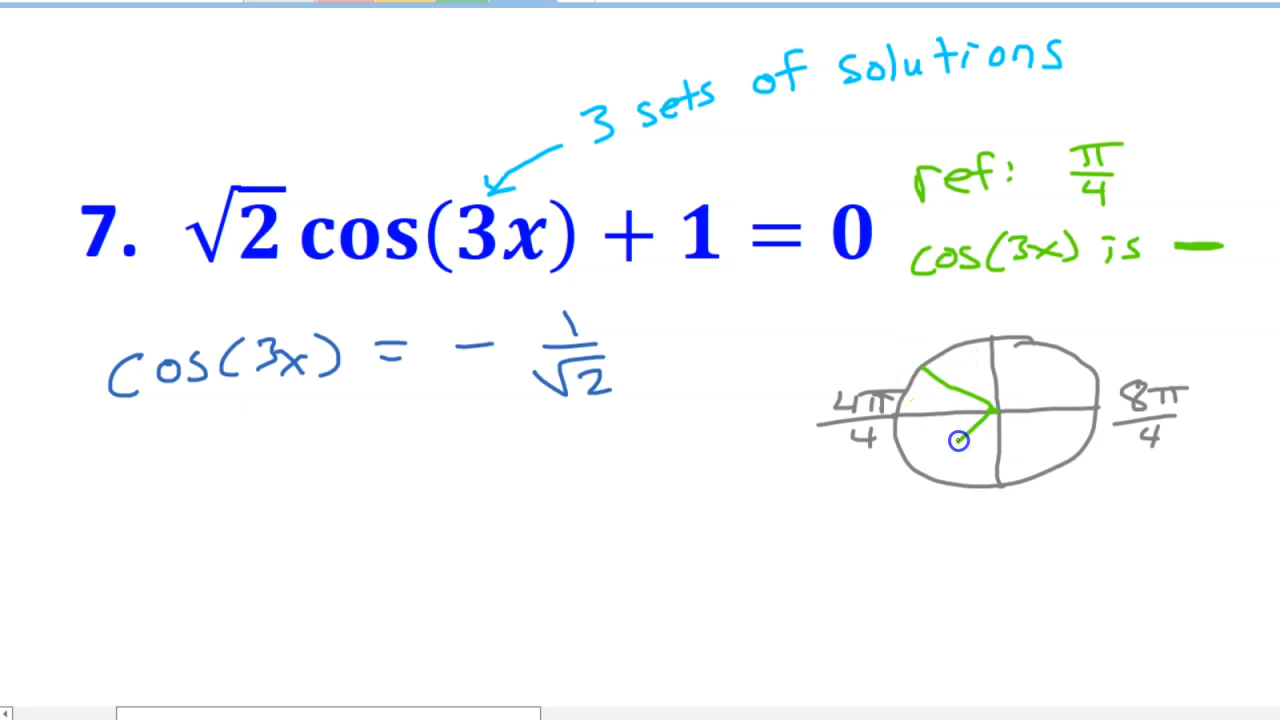 3 sets of solutions
7. √2 cos(3x) + 1 = 0
ref: π/4
cos(3x) is −
cos(3x) = − 1/√2
4π/4
8π/4